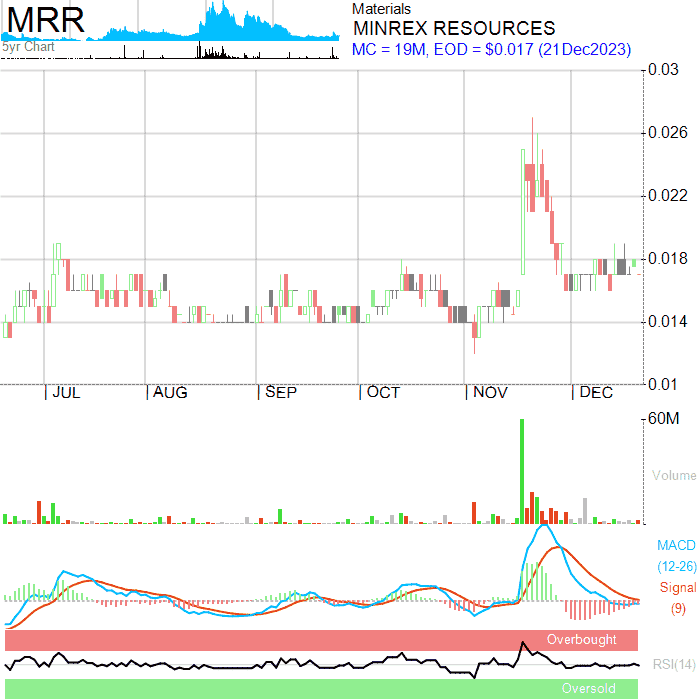 MRR
5yr Chart
Materials
MINREX RESOURCES
MC = 19M, EOD = $0.017 (21Dec2023)
0.03
0.026
0.022
0.018
0.014
0.01
JUL
AUG
SEP
OCT
NOV
DEC
60M
Volume
MACD
(12-26)
Signal
(9)
Overbought
RSI(14)
Oversold